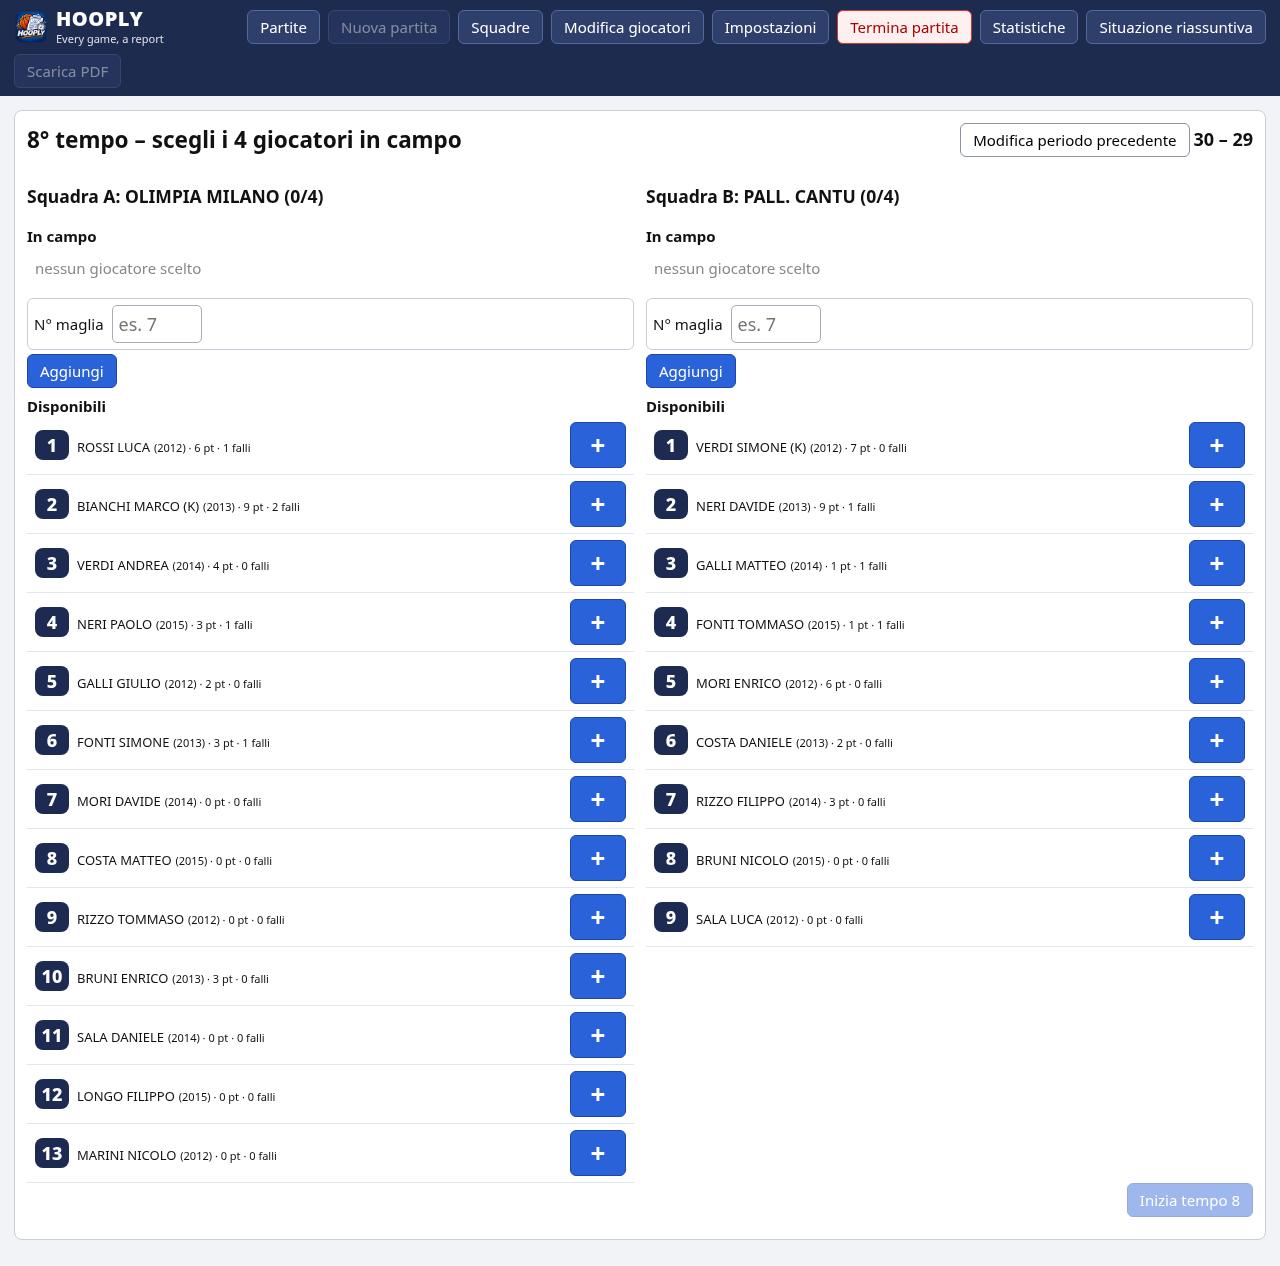 HOOPLY
HOOPLY
Every game, a report
Partite
Nuova partita
Squadre
Modifica giocatori
Impostazioni
Termina partita
Statistiche
Situazione riassuntiva
Scarica PDF
8° tempo – scegli i 4 giocatori in campo
Modifica periodo precedente
30 – 29
Squadra A: OLIMPIA MILANO (0/4)
In campo
nessun giocatore scelto
N° maglia es. 7
Aggiungi
Disponibili
1 ROSSI LUCA (2012) · 6 pt · 1 falli +
2 BIANCHI MARCO (K) (2013) · 9 pt · 2 falli +
3 VERDI ANDREA (2014) · 4 pt · 0 falli +
4 NERI PAOLO (2015) · 3 pt · 1 falli +
5 GALLI GIULIO (2012) · 2 pt · 0 falli +
6 FONTI SIMONE (2013) · 3 pt · 1 falli +
7 MORI DAVIDE (2014) · 0 pt · 0 falli +
8 COSTA MATTEO (2015) · 0 pt · 0 falli +
9 RIZZO TOMMASO (2012) · 0 pt · 0 falli +
10 BRUNI ENRICO (2013) · 3 pt · 0 falli +
11 SALA DANIELE (2014) · 0 pt · 0 falli +
12 LONGO FILIPPO (2015) · 0 pt · 0 falli +
13 MARINI NICOLO (2012) · 0 pt · 0 falli +
Squadra B: PALL. CANTU (0/4)
In campo
nessun giocatore scelto
N° maglia es. 7
Aggiungi
Disponibili
1 VERDI SIMONE (K) (2012) · 7 pt · 0 falli +
2 NERI DAVIDE (2013) · 9 pt · 1 falli +
3 GALLI MATTEO (2014) · 1 pt · 1 falli +
4 FONTI TOMMASO (2015) · 1 pt · 1 falli +
5 MORI ENRICO (2012) · 6 pt · 0 falli +
6 COSTA DANIELE (2013) · 2 pt · 0 falli +
7 RIZZO FILIPPO (2014) · 3 pt · 0 falli +
8 BRUNI NICOLO (2015) · 0 pt · 0 falli +
9 SALA LUCA (2012) · 0 pt · 0 falli +
Inizia tempo 8